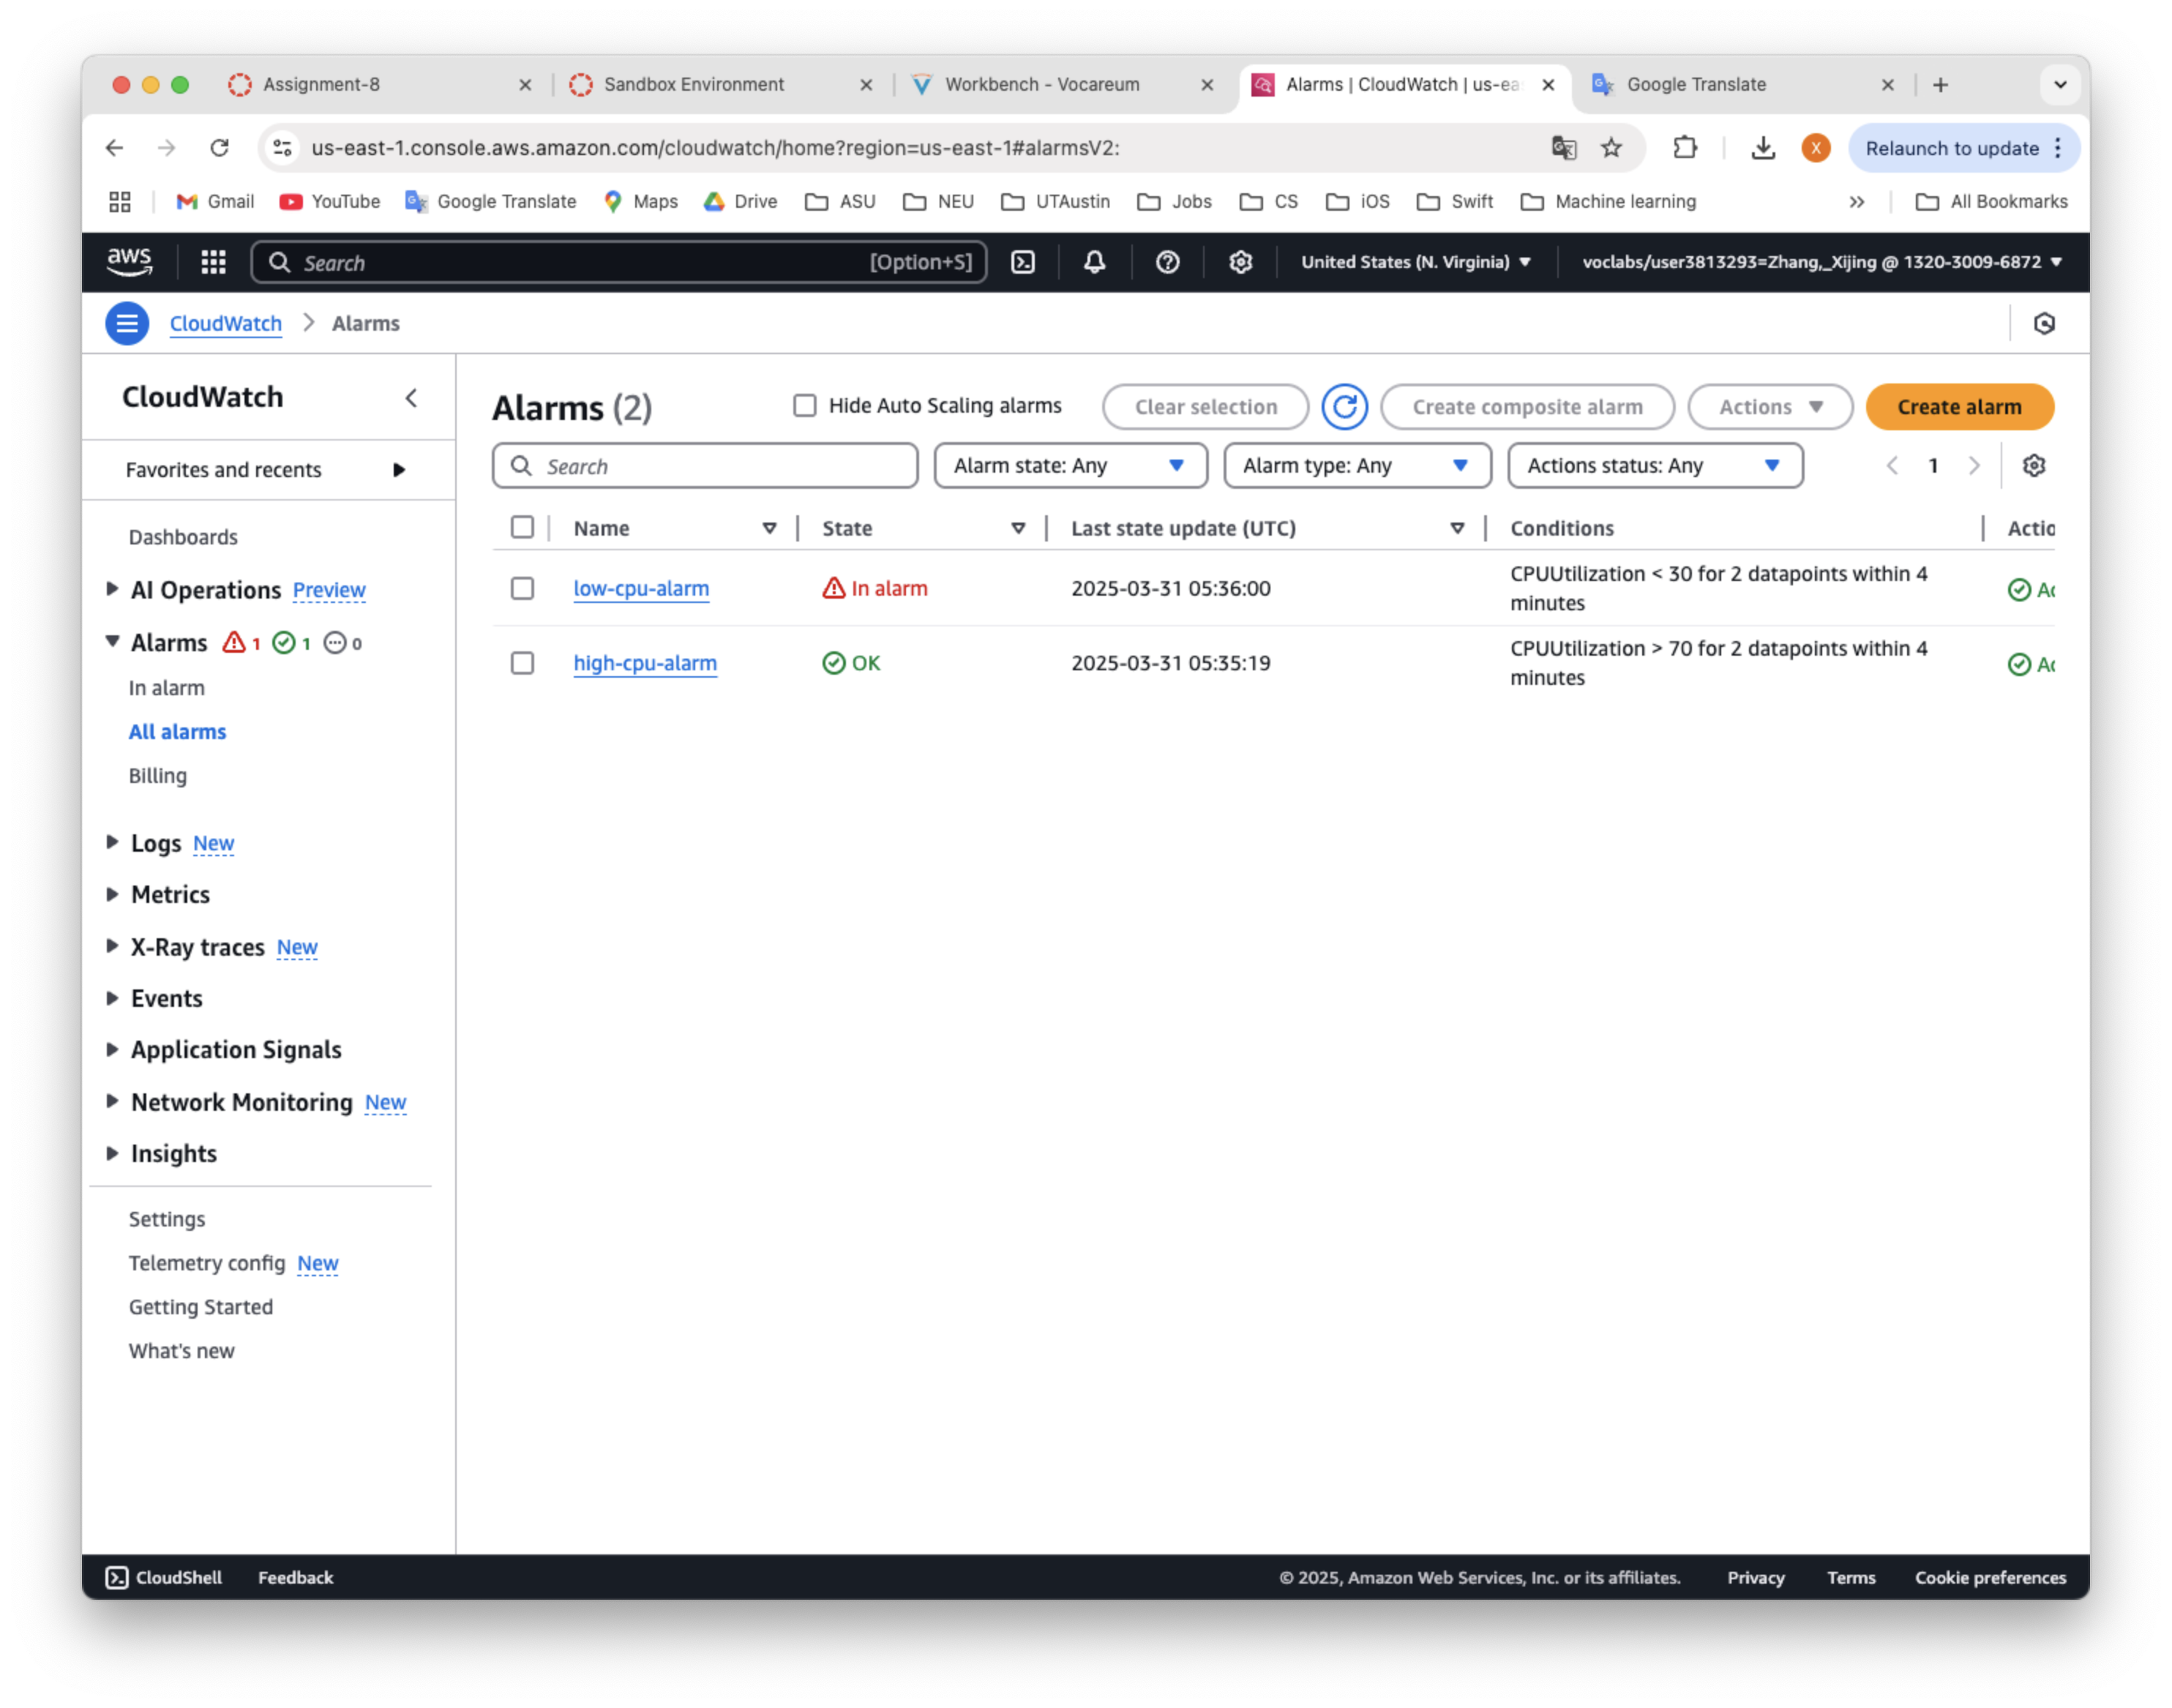 Assignment-8
Sandbox Environment
Workbench - Vocareum
Alarms | CloudWatch | us-ea
Google Translate
us-east-1.console.aws.amazon.com/cloudwatch/home?region=us-east-1#alarmsV2:
X
Relaunch to update
Gmail
YouTube
Google Translate
Maps
Drive
ASU
NEU
UTAustin
Jobs
CS
iOS
Swift
Machine learning
All Bookmarks
aws
Search
[Option+S]
United States (N. Virginia)
voclabs/user3813293=Zhang,_Xijing @ 1320-3009-6872
CloudWatch
Alarms
CloudWatch
Favorites and recents
Dashboards
AI Operations Preview
Alarms 1 1 0
In alarm
All alarms
Billing
Logs New
Metrics
X-Ray traces New
Events
Application Signals
Network Monitoring New
Insights
Settings
Telemetry config New
Getting Started
What's new
Alarms (2)
Hide Auto Scaling alarms
Clear selection
Create composite alarm
Actions
Create alarm
Search
Alarm state: Any
Alarm type: Any
Actions status: Any
1
Name
State
Last state update (UTC)
Conditions
Actio
low-cpu-alarm
In alarm
2025-03-31 05:36:00
CPUUtilization < 30 for 2 datapoints within 4
minutes
Ac
high-cpu-alarm
OK
2025-03-31 05:35:19
CPUUtilization > 70 for 2 datapoints within 4
minutes
Ac
CloudShell
Feedback
© 2025, Amazon Web Services, Inc. or its affiliates.
Privacy
Terms
Cookie preferences